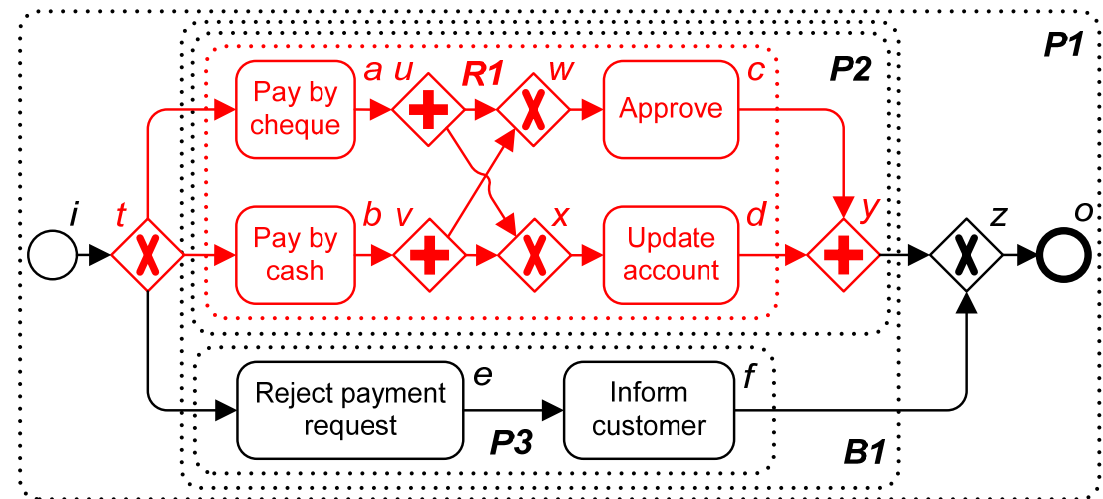 P1
P2
a u R1 w c
Pay by
cheque
Approve
i t b v x d y z o
Pay by
cash
Update
account
e f
Reject payment
request
Inform
customer
P3 B1